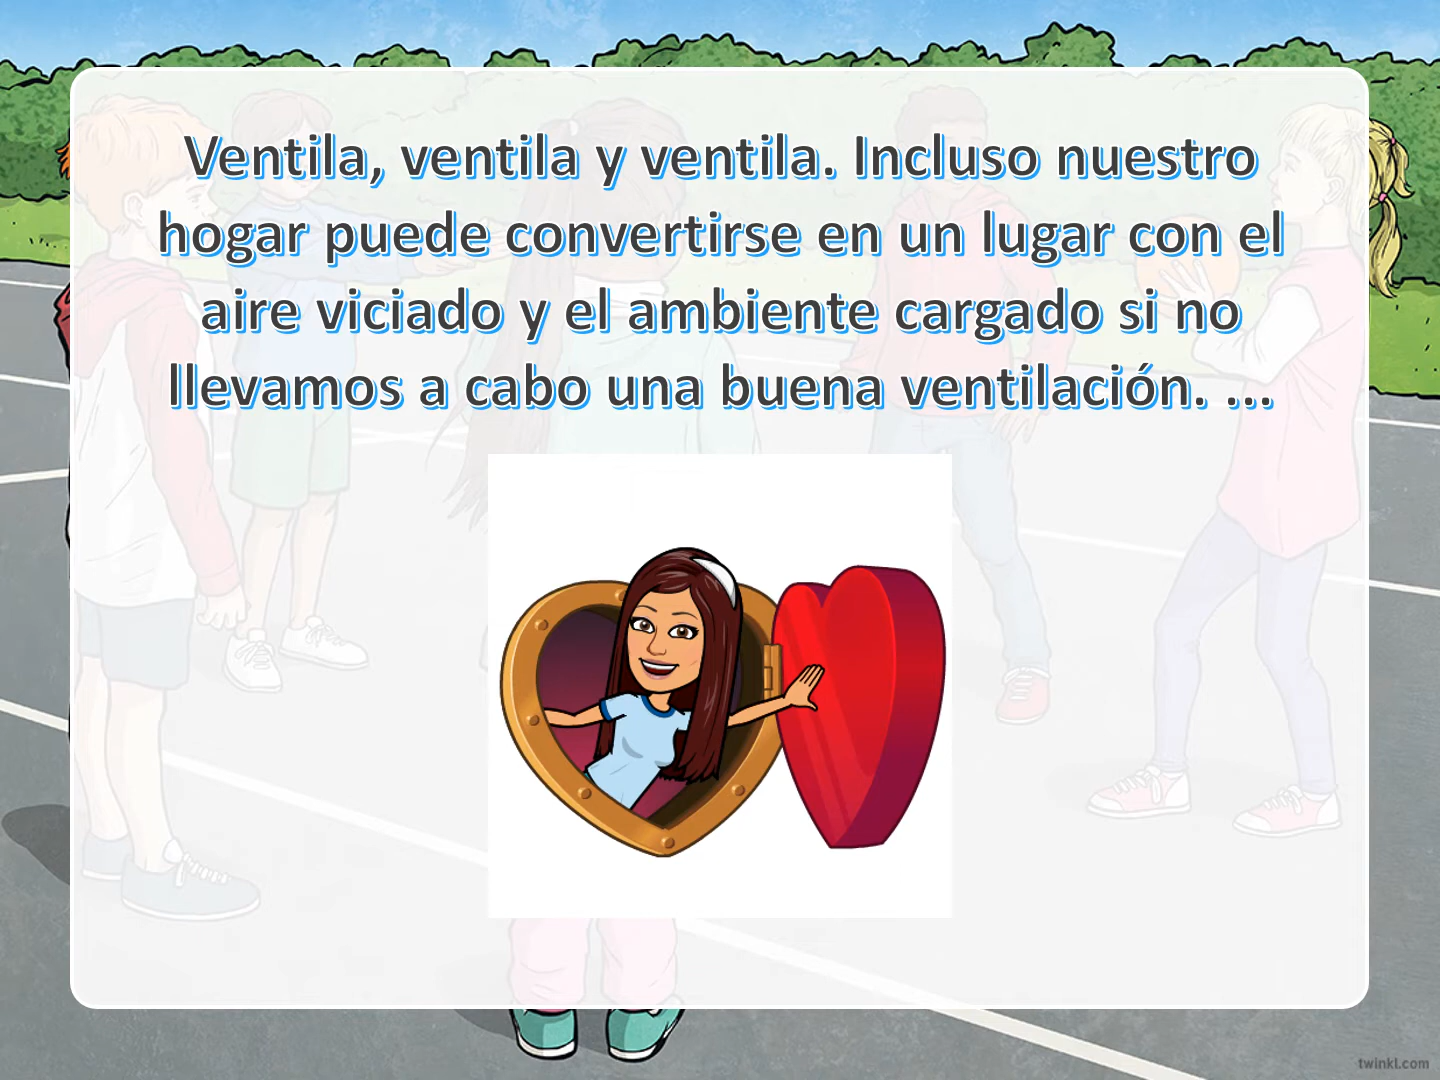 Ventila, ventila y ventila. Incluso nuestro
hogar puede convertirse en un lugar con el
aire viciado y el ambiente cargado si no
llevamos a cabo una buena ventilación. ...
twinkl.com